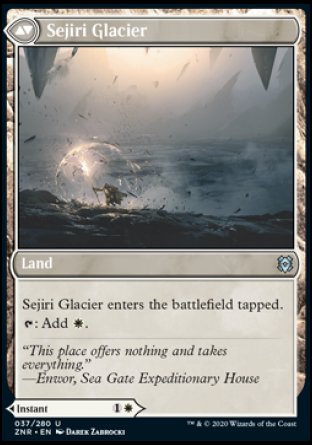 Sejiri Glacier
Land
Sejiri Glacier enters the battlefield tapped.
: Add .
“This place offers nothing and takes
everything.”
—Entvor, Sea Gate Expeditionary House
Instant 1
037/280 U
ZNR • EN DAREK ZABROCKI
™ & © 2020 Wizards of the Coast